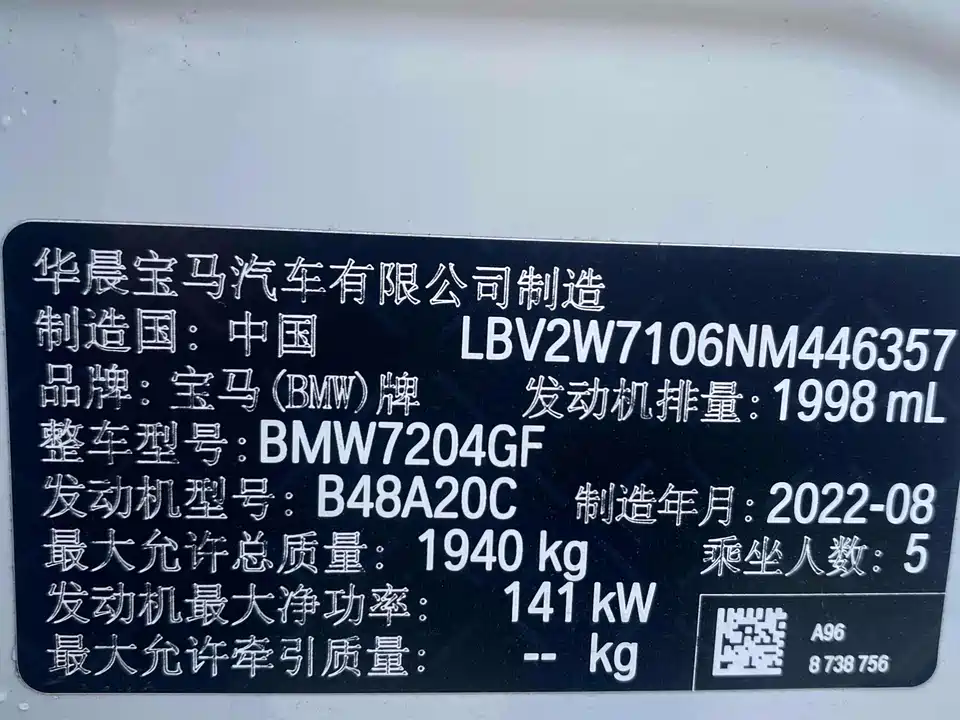 华晨宝马汽车有限公司制造
制造国：中国 LBV2W7106NM446357
品牌：宝马(BMW)牌 发动机排量：1998 mL
整车型号：BMW7204GF
发动机型号：B48A20C 制造年月：2022-08
最大允许总质量：1940 kg 乘坐人数：5
发动机最大净功率：141 kW
最大允许牵引质量：-- kg
A96
8 738 756